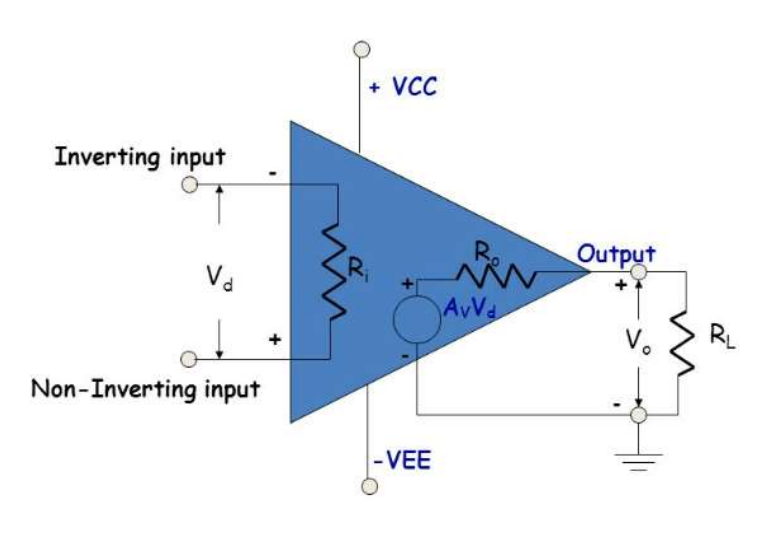 + VCC
Inverting input
-
Ro
Output
Vd
Ri
+
AvVd
+
Vo
RL
+
-
Non-Inverting input
-
-VEE